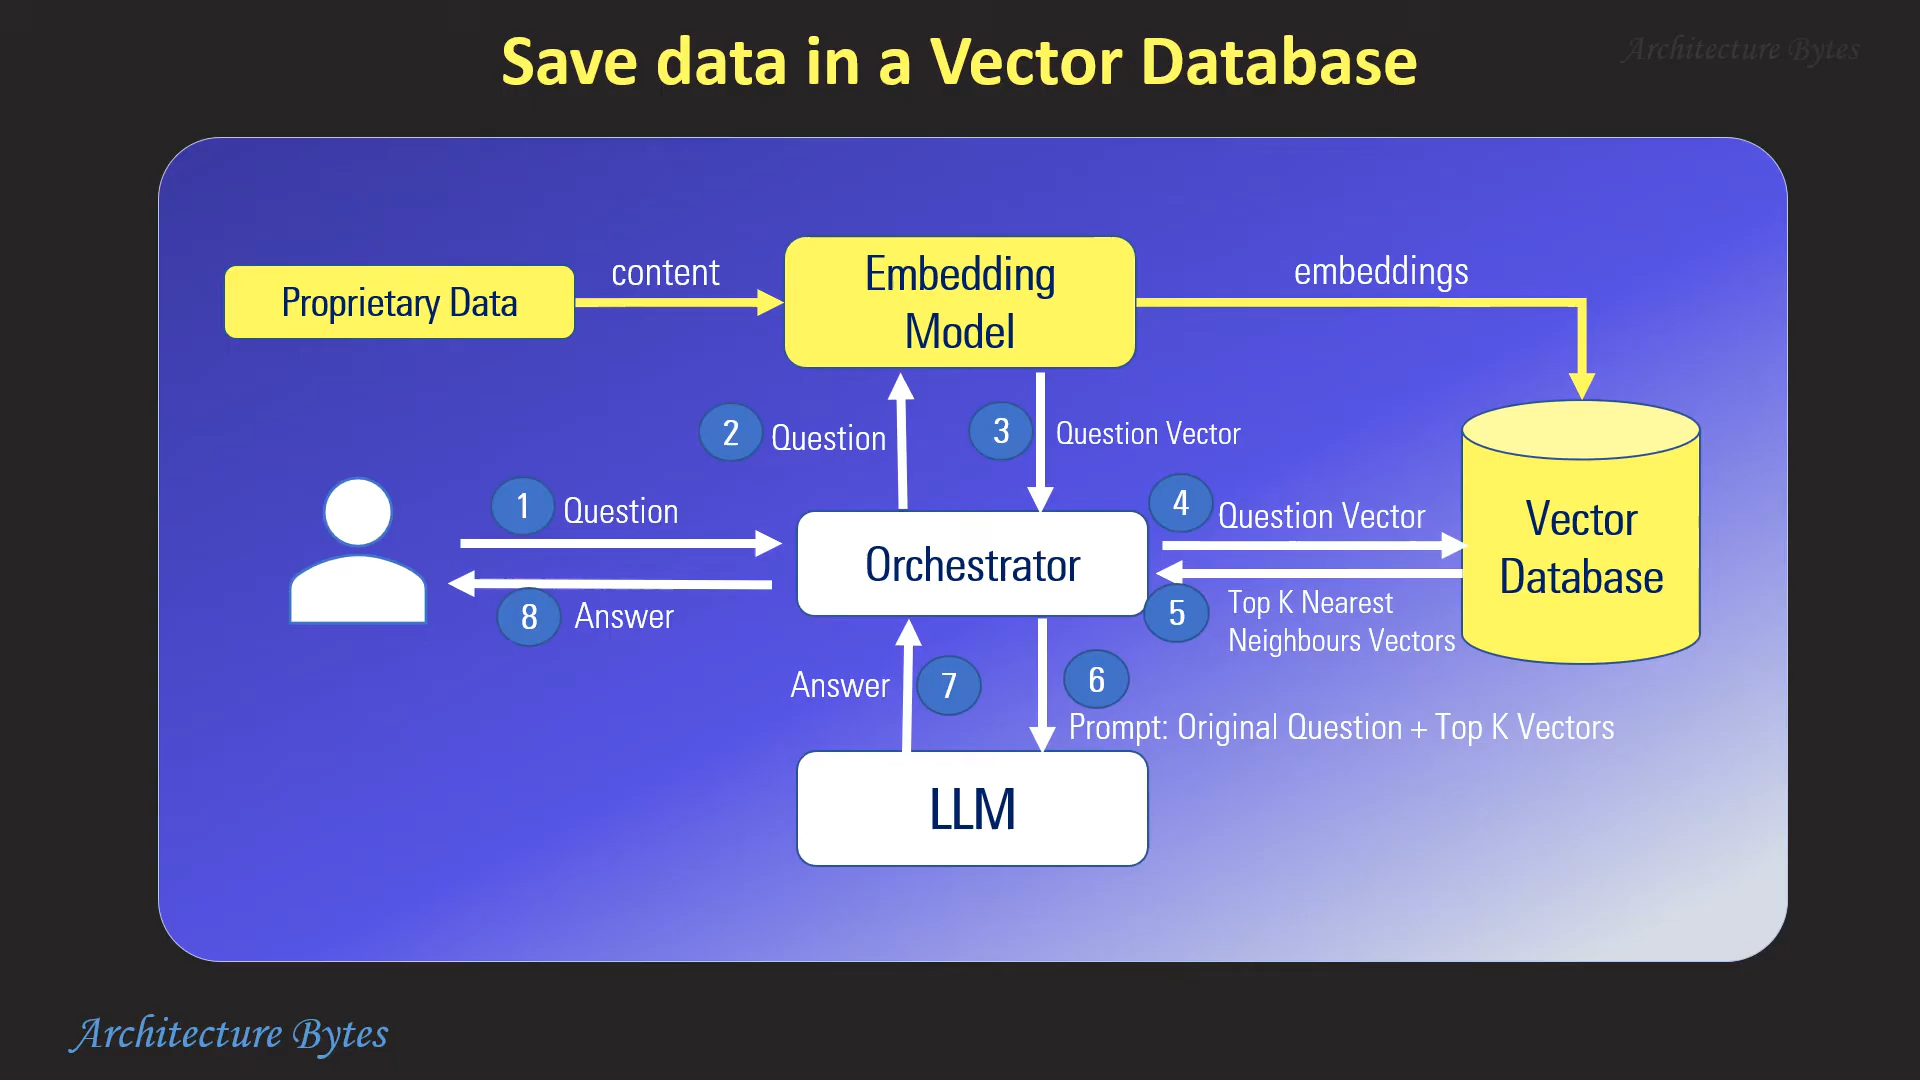 Save data in a Vector Database
Architecture Bytes
Proprietary Data
content
Embedding
Model
embeddings
2
Question
3
Question Vector
1
Question
Orchestrator
4
Question Vector
Vector
Database
8
Answer
5
Top K Nearest
Neighbours Vectors
Answer
7
6
Prompt: Original Question + Top K Vectors
LLM
Architecture Bytes